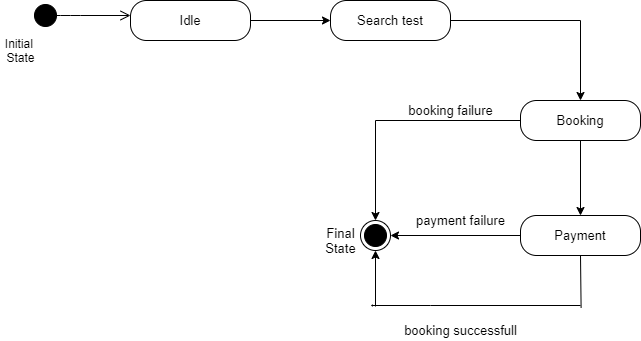 Idle
Search test
Initial
State
booking failure
Booking
payment failure
Final
State
Payment
booking successfull